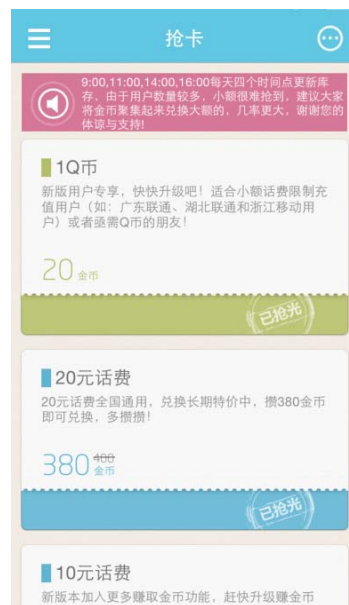 抢卡
9:00,11:00,14:00,16:00每天四个时间点更新库
存，由于用户数量较多，小额很难抢到，建议大家
将金币聚集起来兑换大额的，几率更大，谢谢您的
体谅与支持!
1Q币
新版用户专享，快快升级吧！适合小额话费限制充
值用户（如：广东联通、湖北联通和浙江移动用
户）或者亟需Q币的朋友！
20 金币
已抢光
20元话费
20元话费全国通用，兑换长期特价中，攒380金币
即可兑换，多攒攒！
380 400 金币
已抢光
10元话费
新版本加入更多赚取金币功能，赶快升级赚金币